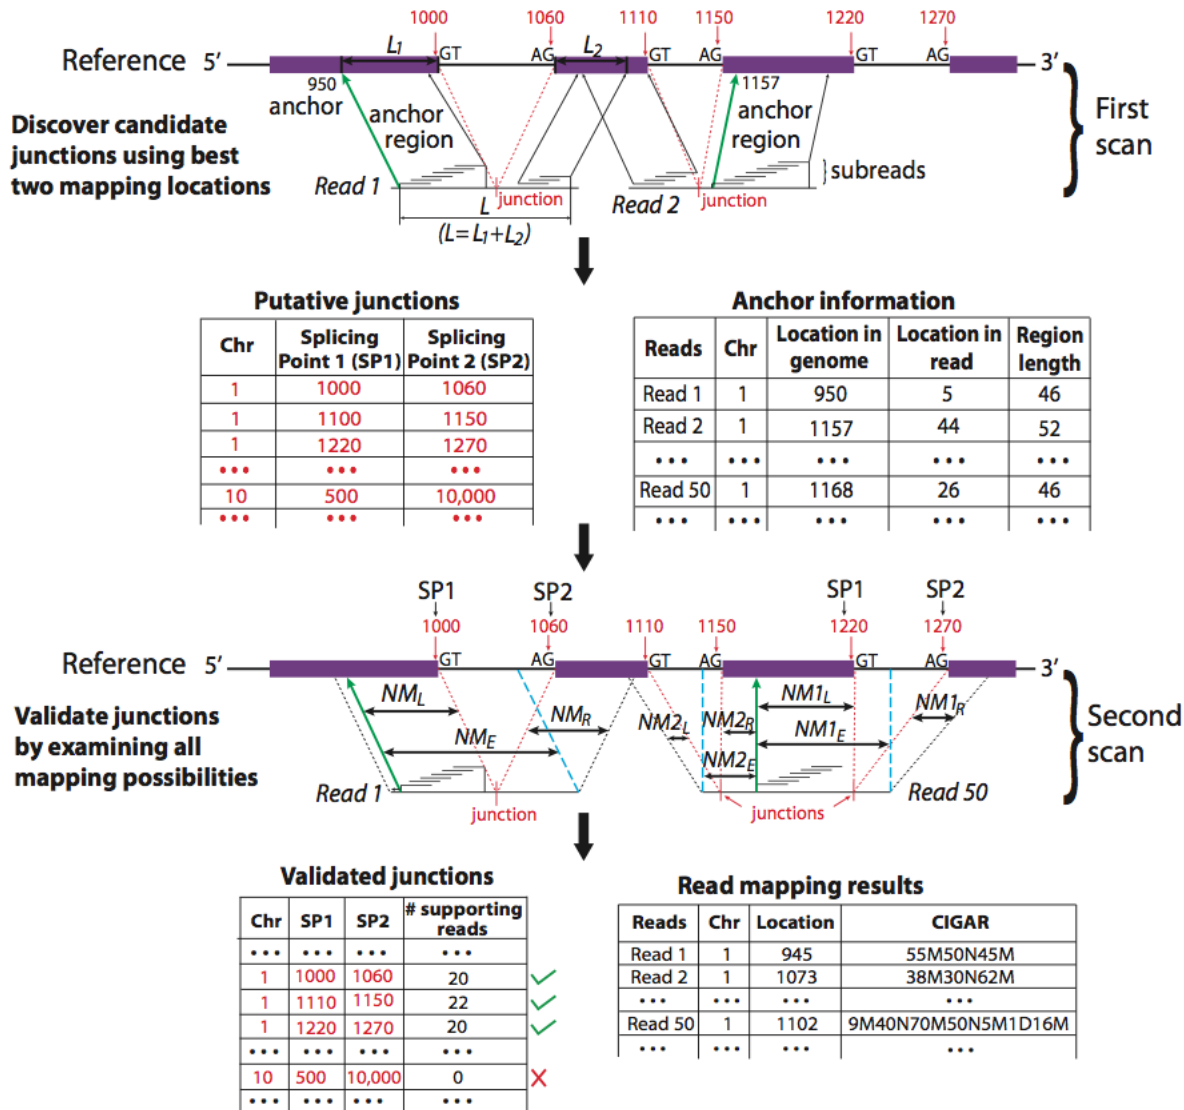 1000 1060 1110 1150 1220 1270
Reference 5′ L1 GT AG L2 GT AG GT AG 3′
950 1157
anchor anchor region anchor region
Discover candidate
junctions using best
two mapping locations
First
scan
subreads
Read 1 junction Read 2 junction
L
(L=L1+L2)
Putative junctions
Chr Splicing Point 1 (SP1) Splicing Point 2 (SP2)
1 1000 1060
1 1100 1150
1 1220 1270
••• ••• •••
10 500 10,000
••• ••• •••
Anchor information
Reads Chr Location in genome Location in read Region length
Read 1 1 950 5 46
Read 2 1 1157 44 52
••• ••• ••• ••• •••
Read 50 1 1168 26 46
••• ••• ••• ••• •••
SP1 SP2 SP1 SP2
1000 1060 1110 1150 1220 1270
Reference 5′ GT AG GT AG GT AG 3′
Validate junctions
by examining all
mapping possibilities
NML NMR NM2L NM2R NM1L NM1R
NME NM2E NM1E
Second
scan
Read 1 Read 50
junction junctions
Validated junctions
Chr SP1 SP2 # supporting reads
••• ••• ••• •••
1 1000 1060 20
1 1110 1150 22
1 1220 1270 20
••• ••• ••• •••
10 500 10,000 0
••• ••• ••• •••
Read mapping results
Reads Chr Location CIGAR
Read 1 1 945 55M50N45M
Read 2 1 1073 38M30N62M
••• ••• ••• •••
Read 50 1 1102 9M40N70M50N5M1D16M
••• ••• ••• •••